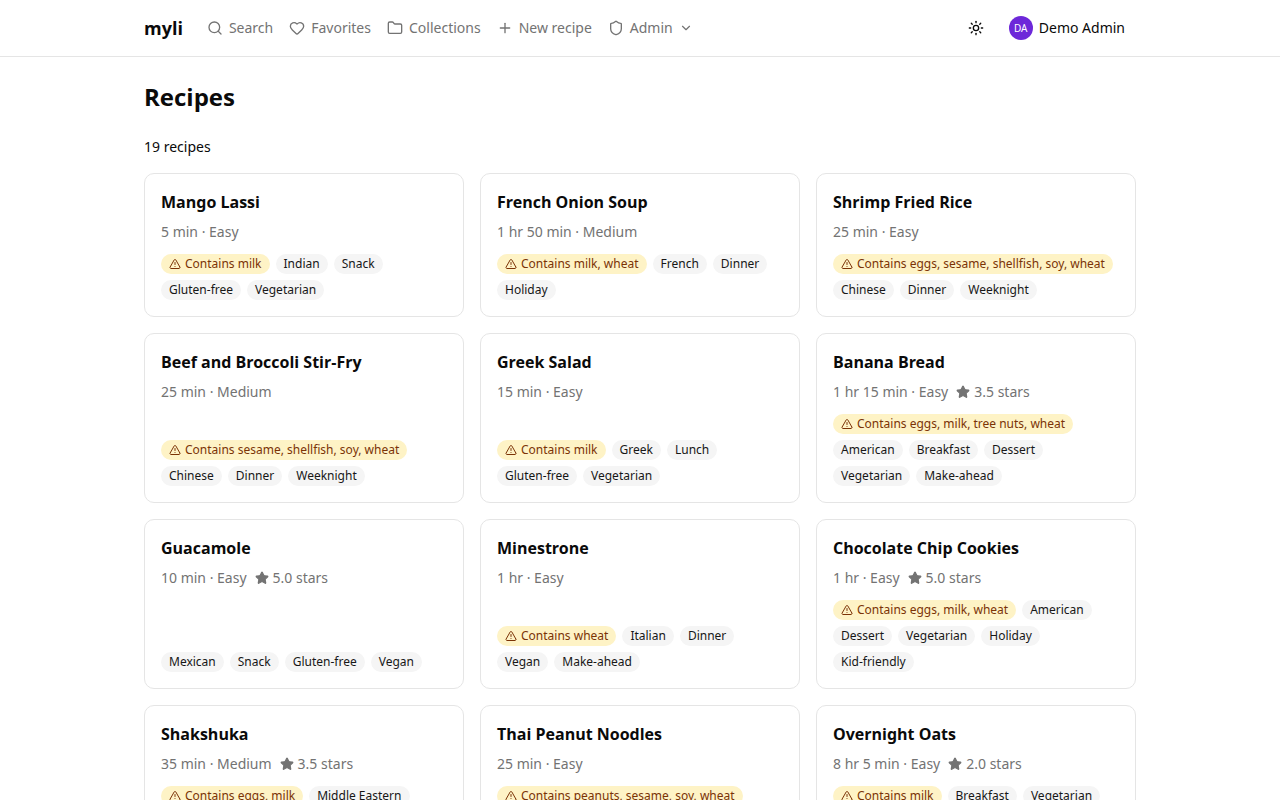 myli Search Favorites Collections New recipe Admin DA Demo Admin
Recipes
19 recipes
Mango Lassi
5 min · Easy
Contains milk Indian Snack
Gluten-free Vegetarian
French Onion Soup
1 hr 50 min · Medium
Contains milk, wheat French Dinner
Holiday
Shrimp Fried Rice
25 min · Easy
Contains eggs, sesame, shellfish, soy, wheat
Chinese Dinner Weeknight
Beef and Broccoli Stir-Fry
25 min · Medium
Contains sesame, shellfish, soy, wheat
Chinese Dinner Weeknight
Greek Salad
15 min · Easy
Contains milk Greek Lunch
Gluten-free Vegetarian
Banana Bread
1 hr 15 min · Easy 3.5 stars
Contains eggs, milk, tree nuts, wheat
American Breakfast Dessert
Vegetarian Make-ahead
Guacamole
10 min · Easy 5.0 stars
Mexican Snack Gluten-free Vegan
Minestrone
1 hr · Easy
Contains wheat Italian Dinner
Vegan Make-ahead
Chocolate Chip Cookies
1 hr · Easy 5.0 stars
Contains eggs, milk, wheat American
Dessert Vegetarian Holiday
Kid-friendly
Shakshuka
35 min · Medium 3.5 stars
Contains eggs, milk Middle Eastern
Thai Peanut Noodles
25 min · Easy
Contains peanuts, sesame, soy, wheat
Overnight Oats
8 hr 5 min · Easy 2.0 stars
Contains milk Breakfast Vegetarian